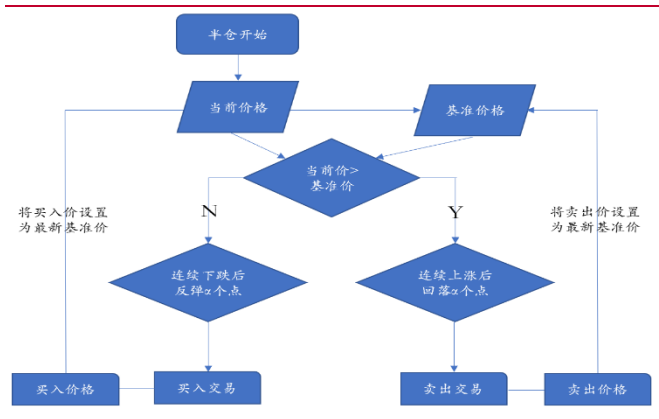 半仓开始
当前价格
基准价格
当前价>
基准价
将买入价设置
为最新基准价
N
Y
将卖出价设置
为最新基准价
连续下跌后
反弹α个点
连续上涨后
回落α个点
买入价格
买入交易
卖出交易
卖出价格